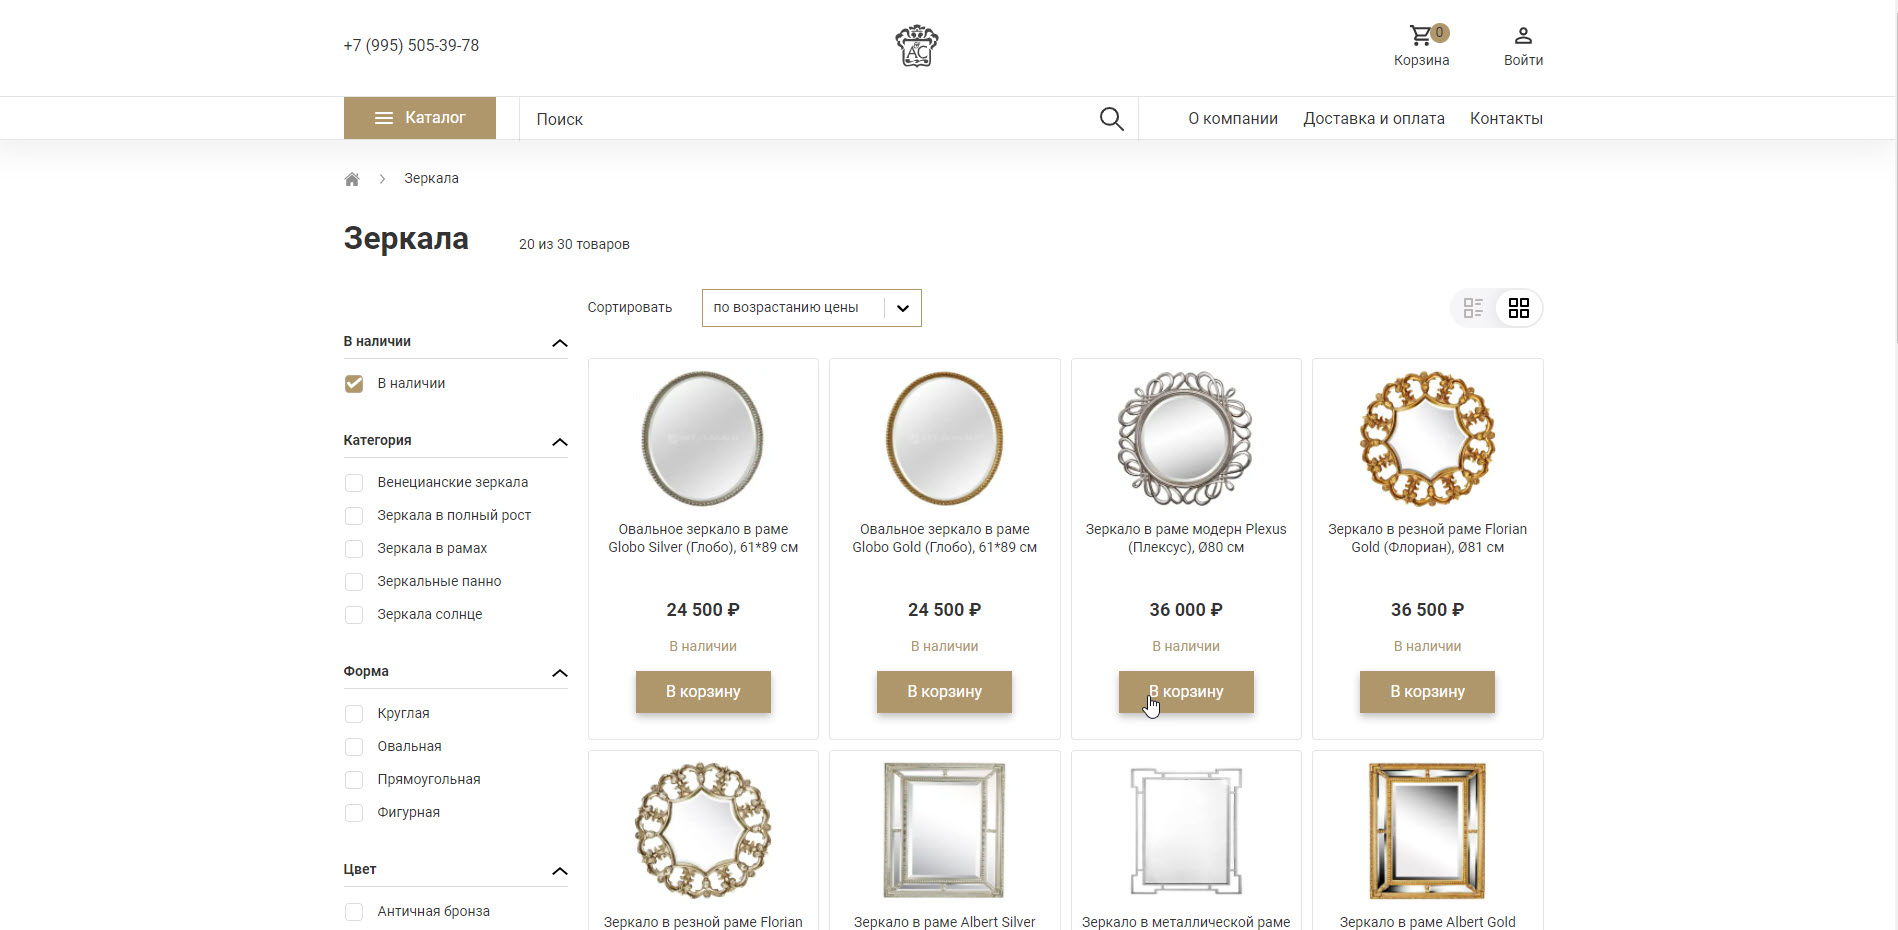 +7 (995) 505-39-78
AC
0
Корзина
Войти
Каталог
Поиск
О компании
Доставка и оплата
Контакты
Зеркала
Зеркала
20 из 30 товаров
Сортировать
по возрастанию цены
В наличии
В наличии
Категория
Венецианские зеркала
Зеркала в полный рост
Зеркала в рамах
Зеркальные панно
Зеркала солнце
Форма
Круглая
Овальная
Прямоугольная
Фигурная
Цвет
Античная бронза
Овальное зеркало в раме
Globo Silver (Глобо), 61*89 см
24 500 ₽
В наличии
В корзину
Овальное зеркало в раме
Globo Gold (Глобо), 61*89 см
24 500 ₽
В наличии
В корзину
Зеркало в раме модерн Plexus
(Плексус), Ø80 см
36 000 ₽
В наличии
В корзину
Зеркало в резной раме Florian
Gold (Флориан), Ø81 см
36 500 ₽
В наличии
В корзину
Зеркало в резной раме Florian
Зеркало в раме Albert Silver
Зеркало в металлической раме
Зеркало в раме Albert Gold